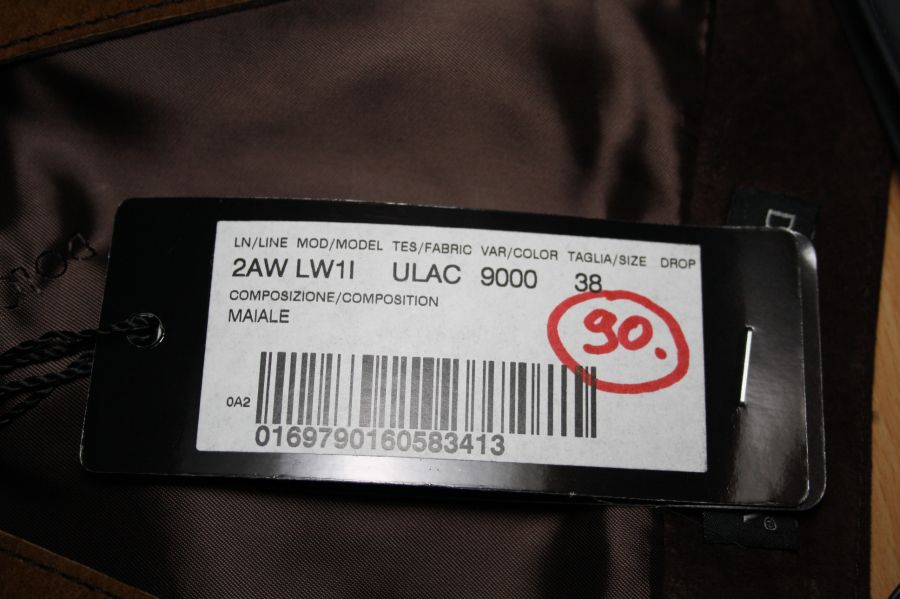 LN/LINE MOD/MODEL TES/FABRIC VAR/COLOR TAGLIA/SIZE DROP
2AW LW1I ULAC 9000 38
COMPOSIZIONE/COMPOSITION
MAIALE
90.
0A2
0169790160583413